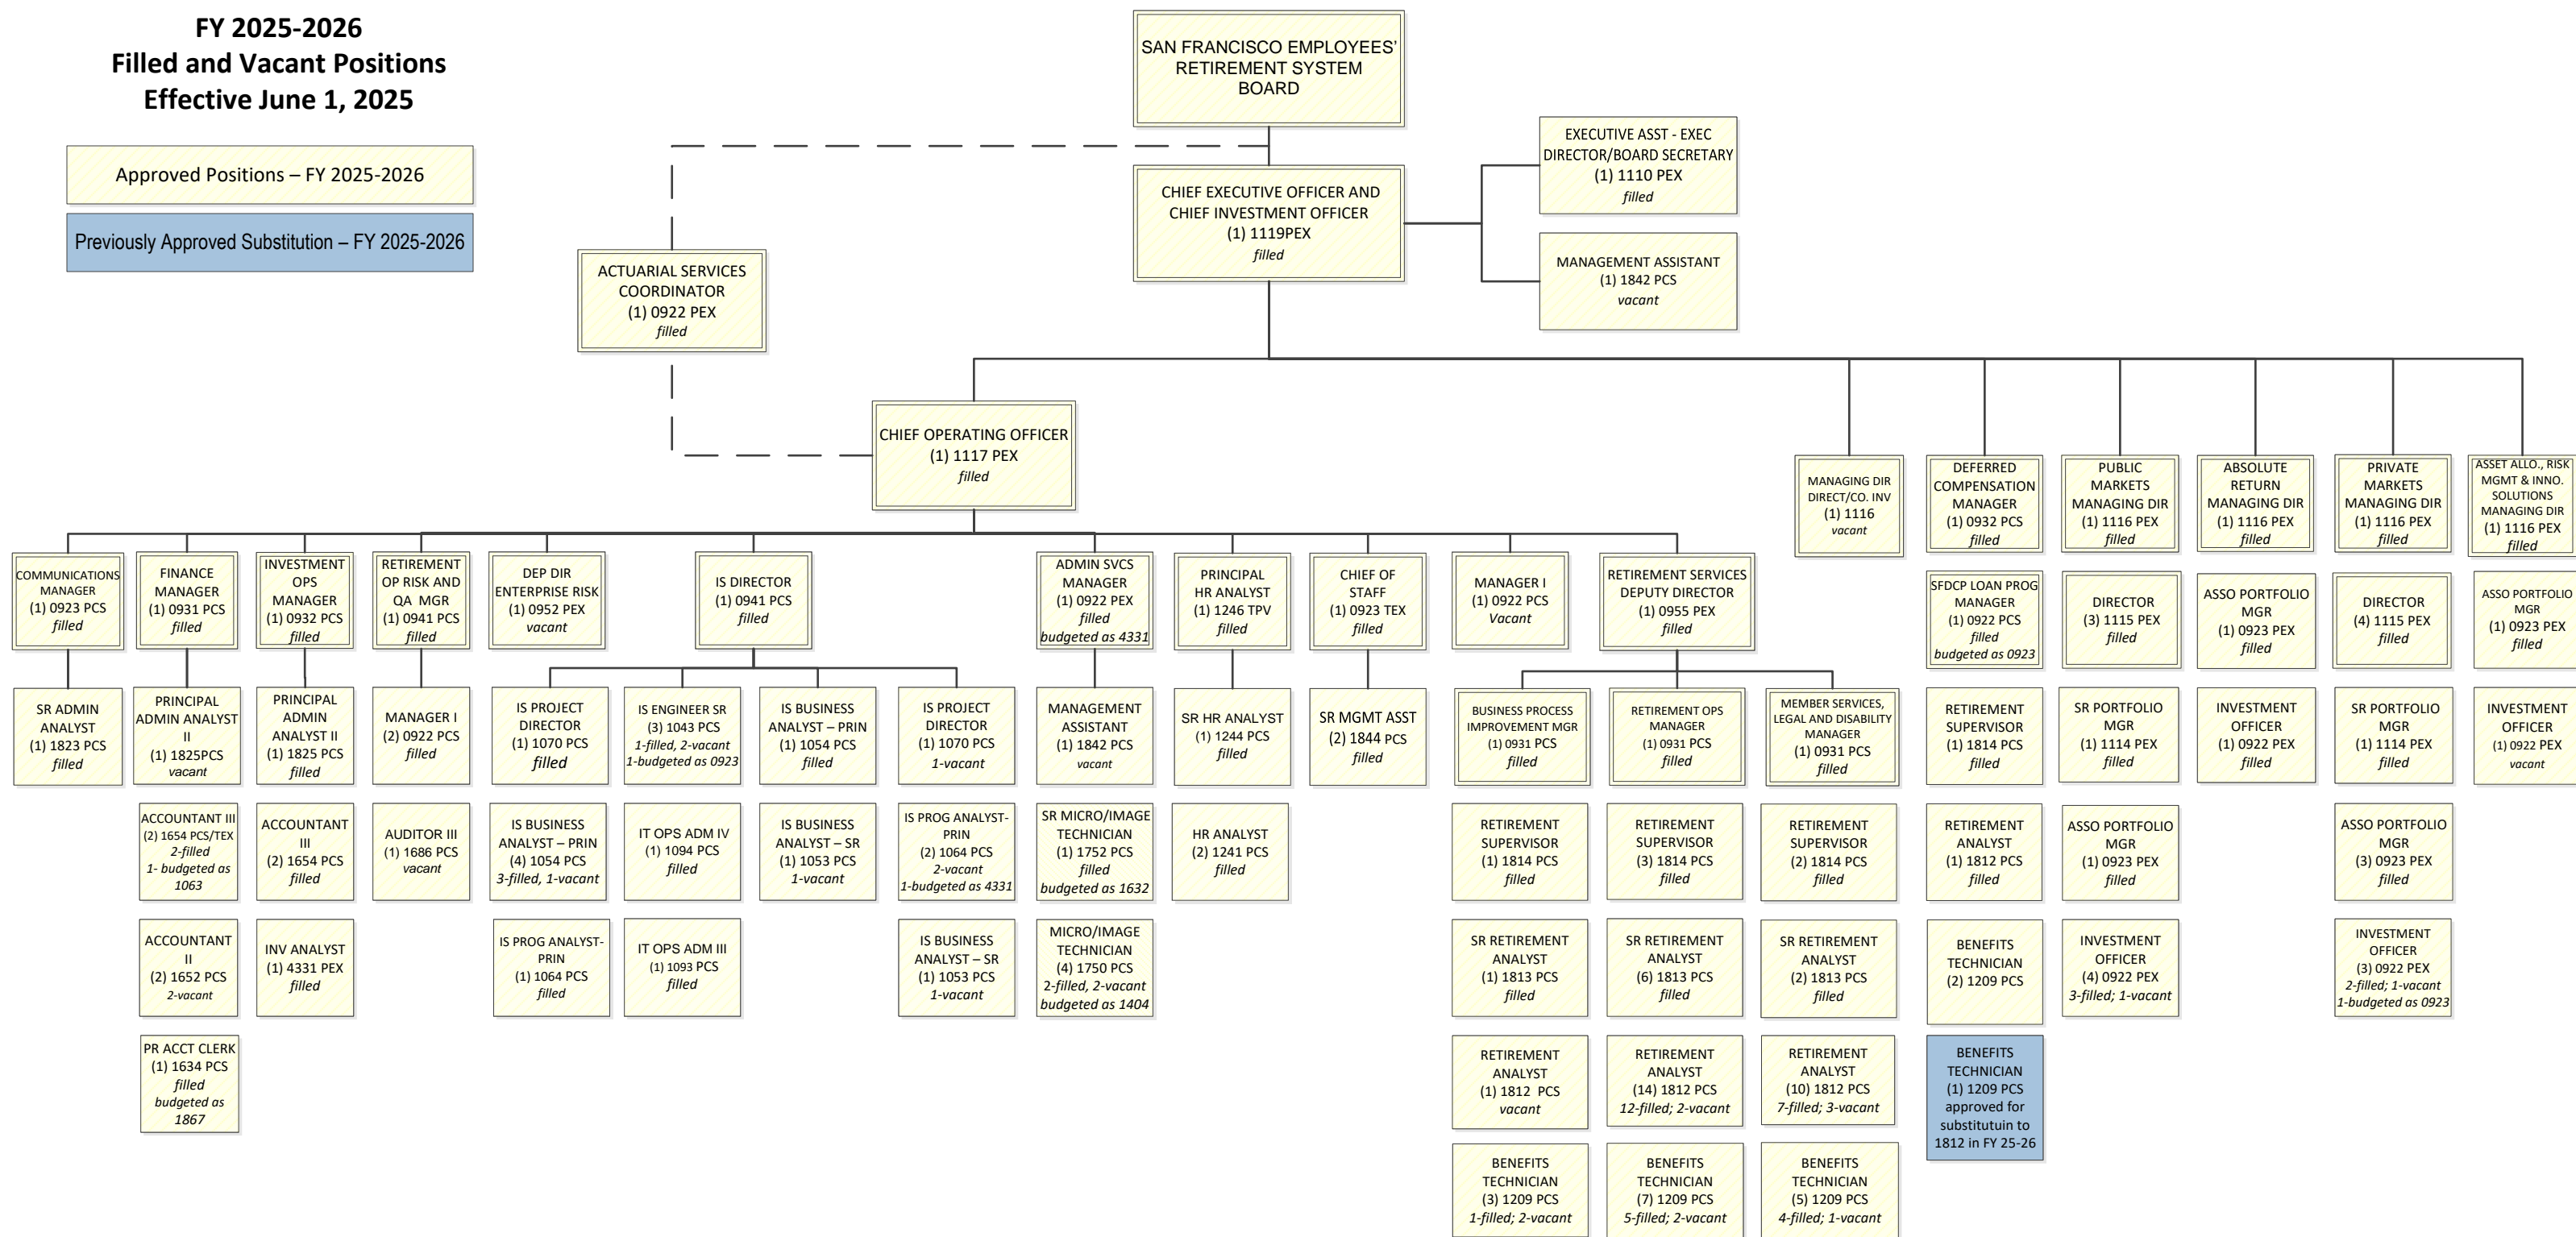 FY 2025-2026
Filled and Vacant Positions
Effective June 1, 2025
Approved Positions – FY 2025-2026
Previously Approved Substitution – FY 2025-2026
SAN FRANCISCO EMPLOYEES'
RETIREMENT SYSTEM
BOARD
EXECUTIVE ASST - EXEC
DIRECTOR/BOARD SECRETARY
(1) 1110 PEX
filled
CHIEF EXECUTIVE OFFICER AND
CHIEF INVESTMENT OFFICER
(1) 1119PEX
filled
MANAGEMENT ASSISTANT
(1) 1842 PCS
vacant
ACTUARIAL SERVICES
COORDINATOR
(1) 0922 PEX
filled
CHIEF OPERATING OFFICER
(1) 1117 PEX
filled
MANAGING DIR
DIRECT/CO. INV
(1) 1116
vacant
DEFERRED
COMPENSATION
MANAGER
(1) 0932 PCS
filled
PUBLIC
MARKETS
MANAGING DIR
(1) 1116 PEX
filled
ABSOLUTE
RETURN
MANAGING DIR
(1) 1116 PEX
filled
PRIVATE
MARKETS
MANAGING DIR
(1) 1116 PEX
filled
ASSET ALLO., RISK
MGMT & INNO.
SOLUTIONS
MANAGING DIR
(1) 1116 PEX
filled
COMMUNICATIONS
MANAGER
(1) 0923 PCS
filled
FINANCE
MANAGER
(1) 0931 PCS
filled
INVESTMENT
OPS
MANAGER
(1) 0932 PCS
filled
RETIREMENT
OP RISK AND
QA MGR
(1) 0941 PCS
filled
DEP DIR
ENTERPRISE RISK
(1) 0952 PEX
vacant
IS DIRECTOR
(1) 0941 PCS
filled
ADMIN SVCS
MANAGER
(1) 0922 PEX
filled
budgeted as 4331
PRINCIPAL
HR ANALYST
(1) 1246 TPV
filled
CHIEF OF
STAFF
(1) 0923 TEX
filled
MANAGER I
(1) 0922 PCS
Vacant
RETIREMENT SERVICES
DEPUTY DIRECTOR
(1) 0955 PEX
filled
SFDCP LOAN PROG
MANAGER
(1) 0922 PCS
filled
budgeted as 0923
DIRECTOR
(3) 1115 PEX
filled
ASSO PORTFOLIO
MGR
(1) 0923 PEX
filled
DIRECTOR
(4) 1115 PEX
filled
ASSO PORTFOLIO
MGR
(1) 0923 PEX
filled
SR ADMIN
ANALYST
(1) 1823 PCS
filled
PRINCIPAL
ADMIN ANALYST
II
(1) 1825PCS
vacant
PRINCIPAL
ADMIN
ANALYST II
(1) 1825 PCS
filled
MANAGER I
(2) 0922 PCS
filled
IS PROJECT
DIRECTOR
(1) 1070 PCS
filled
IS ENGINEER SR
(3) 1043 PCS
1-filled, 2-vacant
1-budgeted as 0923
IS BUSINESS
ANALYST – PRIN
(1) 1054 PCS
filled
IS PROJECT
DIRECTOR
(1) 1070 PCS
1-vacant
MANAGEMENT
ASSISTANT
(1) 1842 PCS
vacant
SR HR ANALYST
(1) 1244 PCS
filled
SR MGMT ASST
(2) 1844 PCS
filled
BUSINESS PROCESS
IMPROVEMENT MGR
(1) 0931 PCS
filled
RETIREMENT OPS
MANAGER
(1) 0931 PCS
filled
MEMBER SERVICES,
LEGAL AND DISABILITY
MANAGER
(1) 0931 PCS
filled
RETIREMENT
SUPERVISOR
(1) 1814 PCS
filled
SR PORTFOLIO
MGR
(1) 1114 PEX
filled
INVESTMENT
OFFICER
(1) 0922 PEX
filled
SR PORTFOLIO
MGR
(1) 1114 PEX
filled
INVESTMENT
OFFICER
(1) 0922 PEX
vacant
ACCOUNTANT III
(2) 1654 PCS/TEX
2-filled
1- budgeted as
1063
ACCOUNTANT
III
(2) 1654 PCS
filled
AUDITOR III
(1) 1686 PCS
vacant
IS BUSINESS
ANALYST – PRIN
(4) 1054 PCS
3-filled, 1-vacant
IT OPS ADM IV
(1) 1094 PCS
filled
IS BUSINESS
ANALYST – SR
(1) 1053 PCS
1-vacant
IS PROG ANALYST-
PRIN
(2) 1064 PCS
2-vacant
1-budgeted as 4331
SR MICRO/IMAGE
TECHNICIAN
(1) 1752 PCS
filled
budgeted as 1632
HR ANALYST
(2) 1241 PCS
filled
RETIREMENT
SUPERVISOR
(1) 1814 PCS
filled
RETIREMENT
SUPERVISOR
(3) 1814 PCS
filled
RETIREMENT
SUPERVISOR
(2) 1814 PCS
filled
RETIREMENT
ANALYST
(1) 1812 PCS
filled
ASSO PORTFOLIO
MGR
(1) 0923 PEX
filled
ASSO PORTFOLIO
MGR
(3) 0923 PEX
filled
ACCOUNTANT
II
(2) 1652 PCS
2-vacant
INV ANALYST
(1) 4331 PEX
filled
IS PROG ANALYST-
PRIN
(1) 1064 PCS
filled
IT OPS ADM III
(1) 1093 PCS
filled
IS BUSINESS
ANALYST – SR
(1) 1053 PCS
1-vacant
MICRO/IMAGE
TECHNICIAN
(4) 1750 PCS
2-filled, 2-vacant
budgeted as 1404
SR RETIREMENT
ANALYST
(1) 1813 PCS
filled
SR RETIREMENT
ANALYST
(6) 1813 PCS
filled
SR RETIREMENT
ANALYST
(2) 1813 PCS
filled
BENEFITS
TECHNICIAN
(2) 1209 PCS
INVESTMENT
OFFICER
(4) 0922 PEX
3-filled; 1-vacant
INVESTMENT
OFFICER
(3) 0922 PEX
2-filled; 1-vacant
1-budgeted as 0923
PR ACCT CLERK
(1) 1634 PCS
filled
budgeted as
1867
RETIREMENT
ANALYST
(1) 1812 PCS
vacant
RETIREMENT
ANALYST
(14) 1812 PCS
12-filled; 2-vacant
RETIREMENT
ANALYST
(10) 1812 PCS
7-filled; 3-vacant
BENEFITS
TECHNICIAN
(1) 1209 PCS
approved for
substitutuin to
1812 in FY 25-26
BENEFITS
TECHNICIAN
(3) 1209 PCS
1-filled; 2-vacant
BENEFITS
TECHNICIAN
(7) 1209 PCS
5-filled; 2-vacant
BENEFITS
TECHNICIAN
(5) 1209 PCS
4-filled; 1-vacant